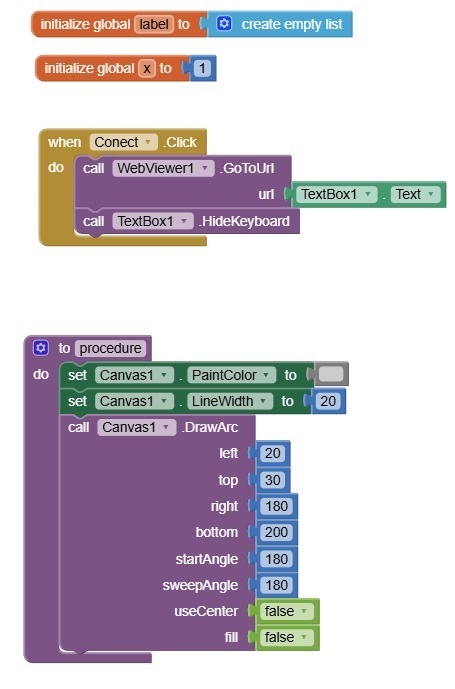 initialize global label to create empty list
initialize global x to 1
when Conect .Click
do call WebViewer1 .GoToUrl
url TextBox1 . Text
call TextBox1 .HideKeyboard
to procedure
do set Canvas1 . PaintColor to
set Canvas1 . LineWidth to 20
call Canvas1 .DrawArc
left 20
top 30
right 180
bottom 200
startAngle 180
sweepAngle 180
useCenter false
fill false